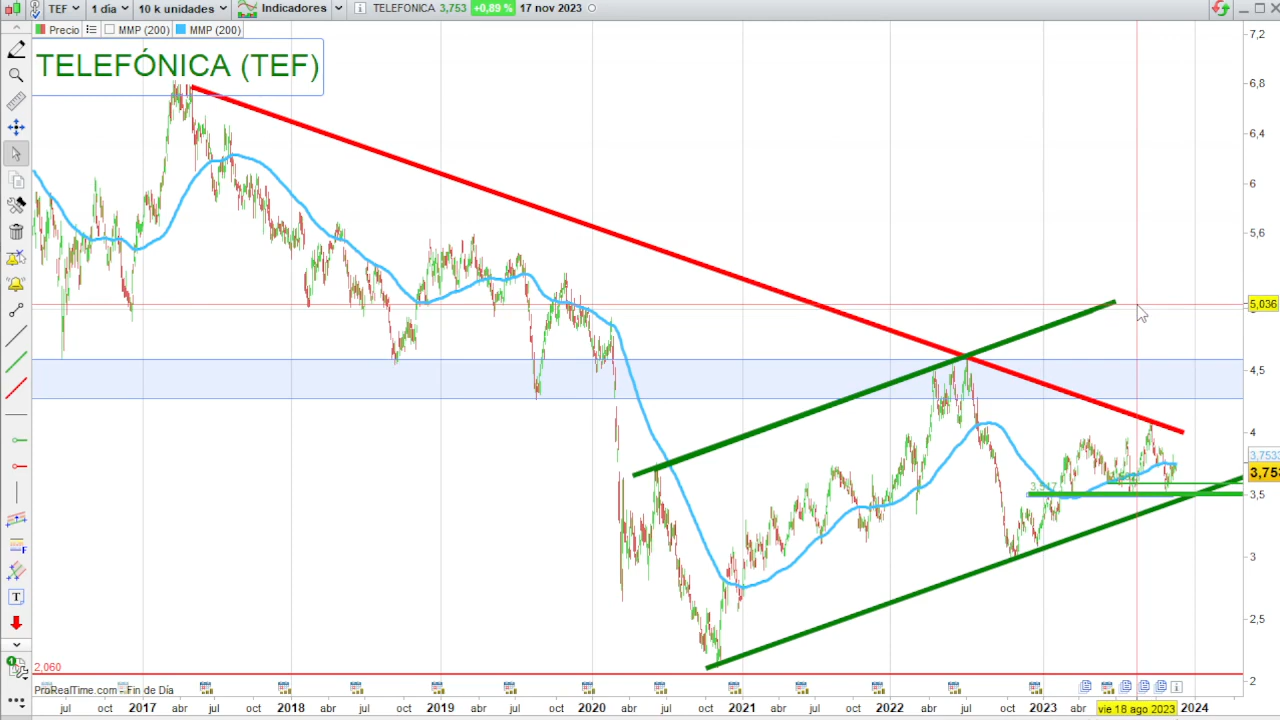 TEF 1 día 10 k unidades Indicadores TELEFONICA 3,753 +0,89 % 17 nov 2023
Precio MMP (200) MMP (200)
TELEFÓNICA (TEF)
7,2
6,8
6,4
6
5,6
5,036
4,5
4
3,7533
3,753
3,5
3
2,5
2
3,517
2,060
ProRealTime.com - Fin de Día
jul oct 2017 abr jul 2018 abr jul oct 2019 abr jul 2020 abr jul oct 2021 abr jul 2022 abr jul oct 2023 abr vie 18 ago 2023 2024
T